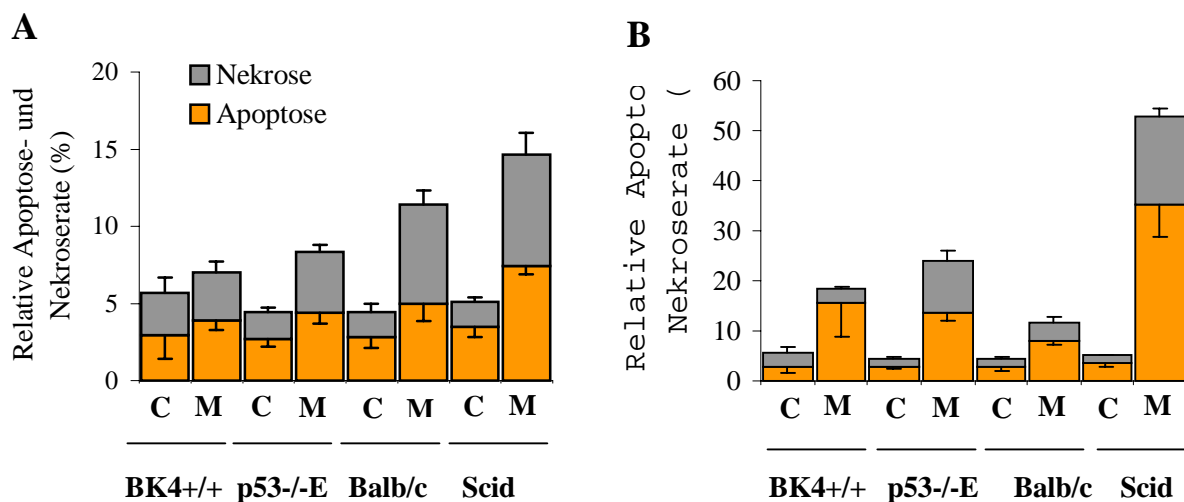 A
Relative Apoptose- und
Nekroserate (%)
20
15
10
5
0
Nekrose
Apoptose
C M C M C M C M
BK4+/+ p53-/-E Balb/c Scid
B
Relative Apopto
Nekroserate (
60
50
40
30
20
10
0
C M C M C M C M
BK4+/+ p53-/-E Balb/c Scid